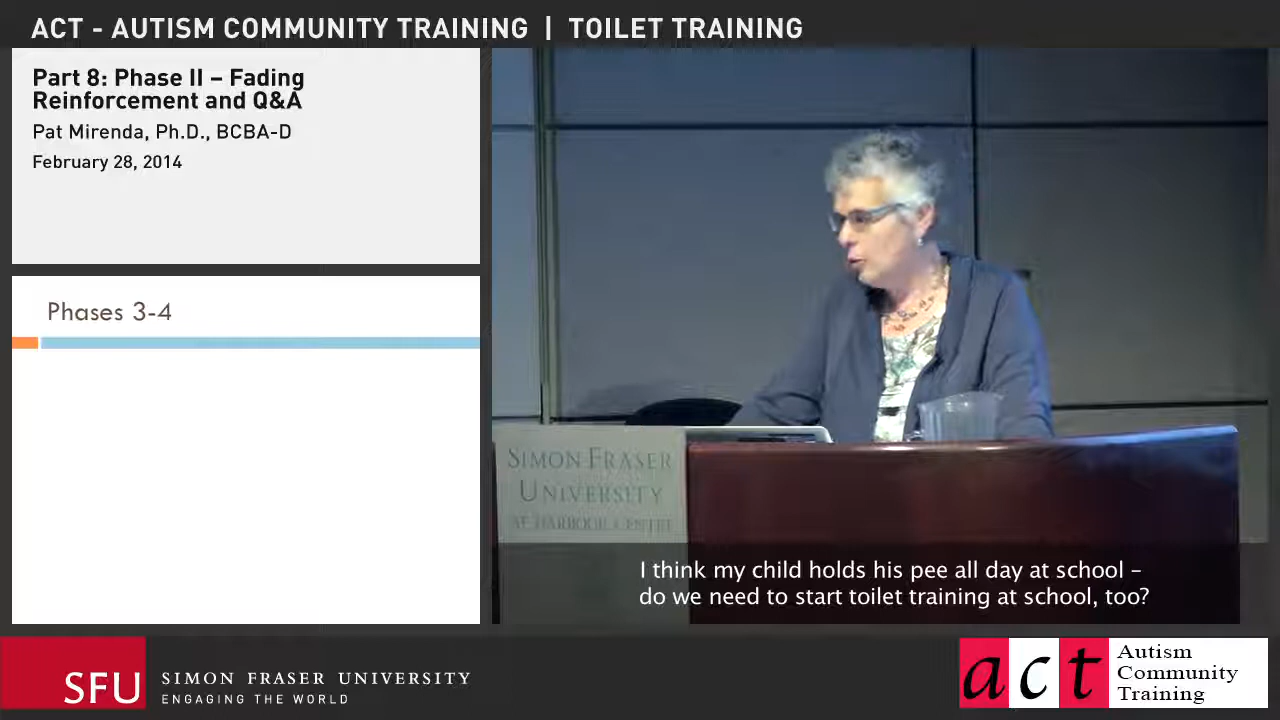 ACT - AUTISM COMMUNITY TRAINING | TOILET TRAINING
Part 8: Phase II – Fading
Reinforcement and Q&A
Pat Mirenda, Ph.D., BCBA-D
February 28, 2014
Phases 3-4
SIMON FRASER
UNIVERSITY
AT HARBOUR CENTRE
I think my child holds his pee all day at school –
do we need to start toilet training at school, too?
SFU SIMON FRASER UNIVERSITY
ENGAGING THE WORLD
act
Autism
Community
Training